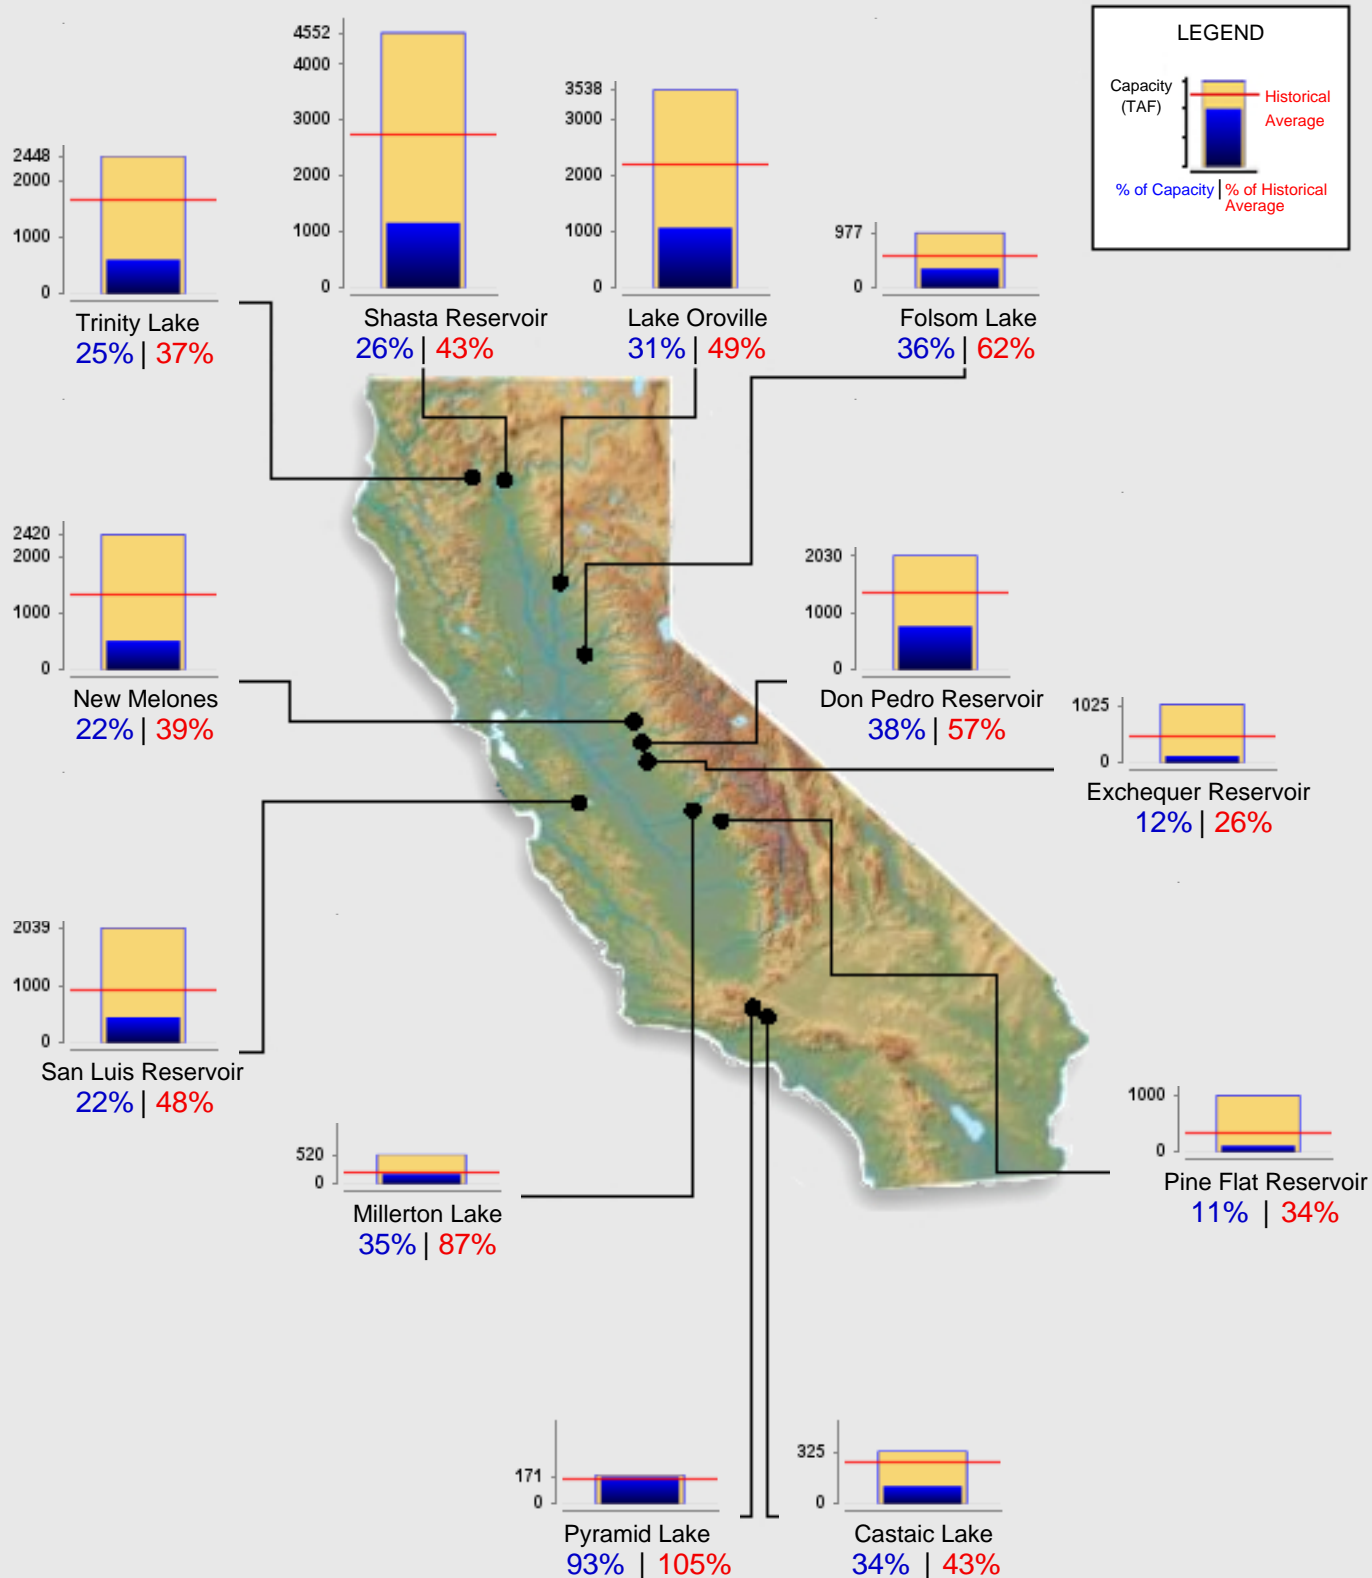 LEGEND
Capacity
(TAF)
Historical
Average
% of Capacity | % of Historical
Average
4552
4000
3000
2000
1000
0
Shasta Reservoir
26% | 43%
3538
3000
2000
1000
0
Lake Oroville
31% | 49%
2448
2000
1000
0
Trinity Lake
25% | 37%
977
0
Folsom Lake
36% | 62%
2420
2000
1000
0
New Melones
22% | 39%
2030
1000
0
Don Pedro Reservoir
38% | 57%
1025
0
Exchequer Reservoir
12% | 26%
2039
1000
0
San Luis Reservoir
22% | 48%
520
0
Millerton Lake
35% | 87%
1000
0
Pine Flat Reservoir
11% | 34%
171
0
Pyramid Lake
93% | 105%
325
0
Castaic Lake
34% | 43%